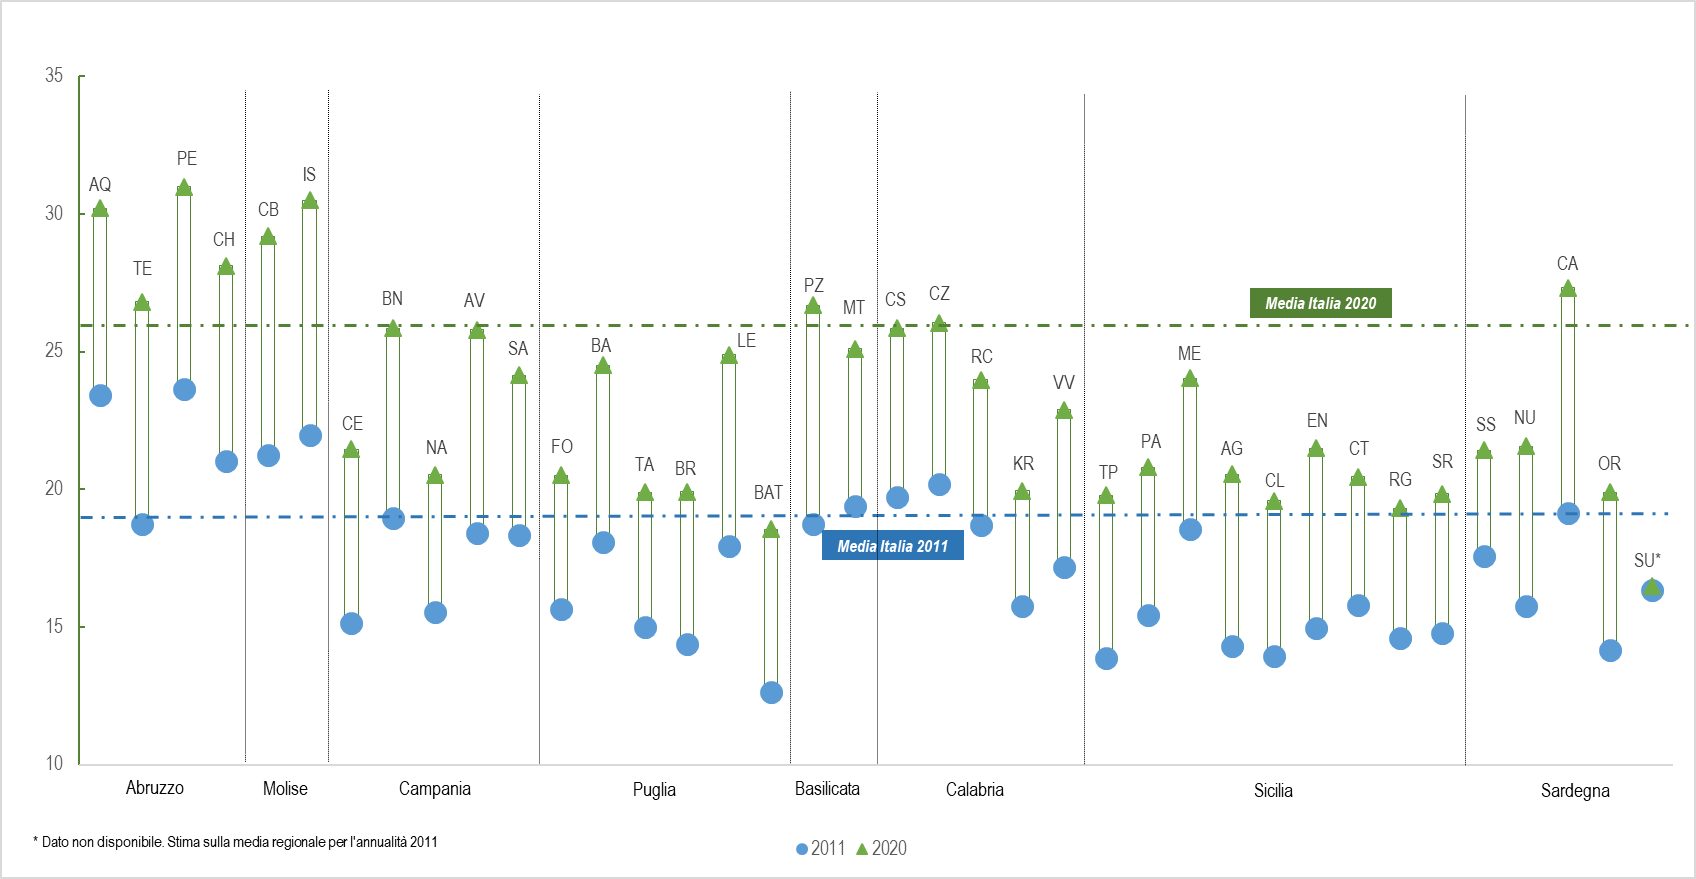 35
30
25
20
15
10
AQ
TE
PE
CH
CB
IS
CE
BN
NA
AV
SA
FO
BA
TA
BR
LE
BAT
PZ
MT
CS
CZ
RC
KR
VV
TP
PA
ME
AG
CL
EN
CT
RG
SR
SS
NU
CA
OR
SU*
Media Italia 2020
Media Italia 2011
Abruzzo
Molise
Campania
Puglia
Basilicata
Calabria
Sicilia
Sardegna
* Dato non disponibile. Stima sulla media regionale per l'annualità 2011
2011
2020